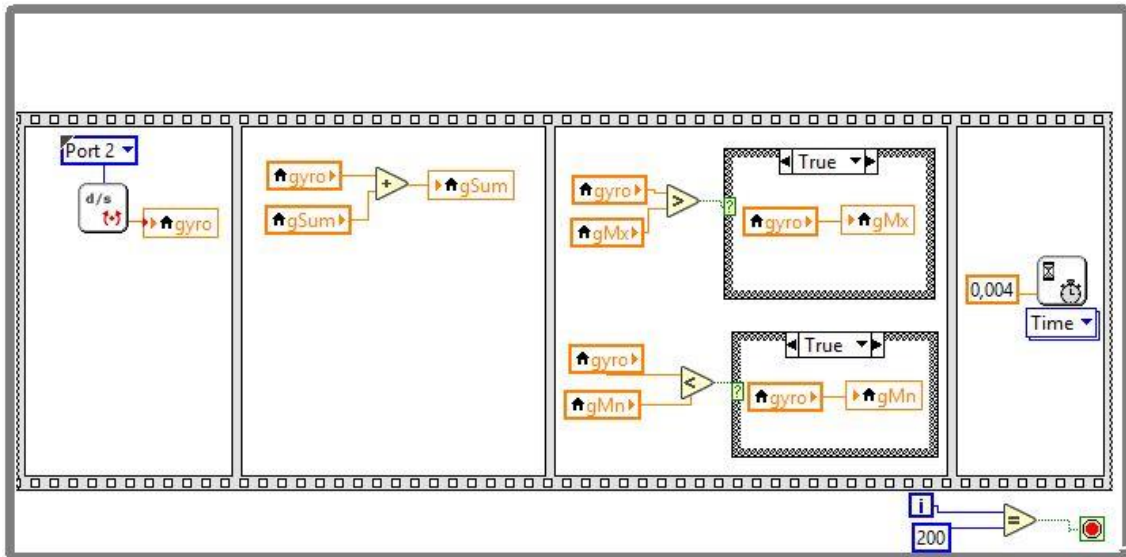 Port 2
d/s
gyro
gyro
gSum
gSum
gyro
gMx
>
True
?
gyro
gMx
gyro
gMn
<
True
?
gyro
gMn
0,004
Time
i
200
=
+